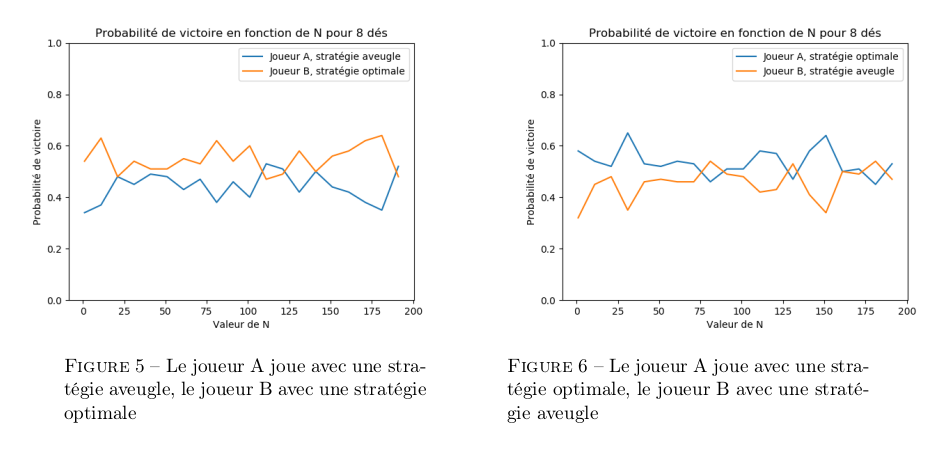 Probabilité de victoire en fonction de N pour 8 dés
Joueur A, stratégie aveugle
Joueur B, stratégie optimale
Probabilité de victoire
1.0
0.8
0.6
0.4
0.2
0.0
0 25 50 75 100 125 150 175 200
Valeur de N
FIGURE 5 – Le joueur A joue avec une stra-
tégie aveugle, le joueur B avec une stratégie
optimale
Probabilité de victoire en fonction de N pour 8 dés
Joueur A, stratégie optimale
Joueur B, stratégie aveugle
Probabilité de victoire
1.0
0.8
0.6
0.4
0.2
0.0
0 25 50 75 100 125 150 175 200
Valeur de N
FIGURE 6 – Le joueur A joue avec une stra-
tégie optimale, le joueur B avec une straté-
gie aveugle